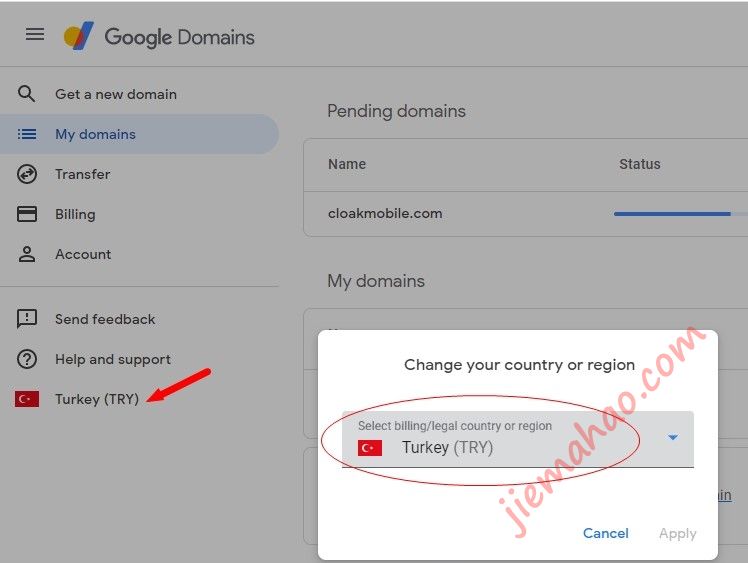 Google Domains
Get a new domain
My domains
Transfer
Billing
Account
Send feedback
Help and support
Turkey (TRY)
Pending domains
Name Status
cloakmobile.com
My domains
Change your country or region
Select billing/legal country or region
Turkey (TRY)
Cancel Apply
jiemahao.com